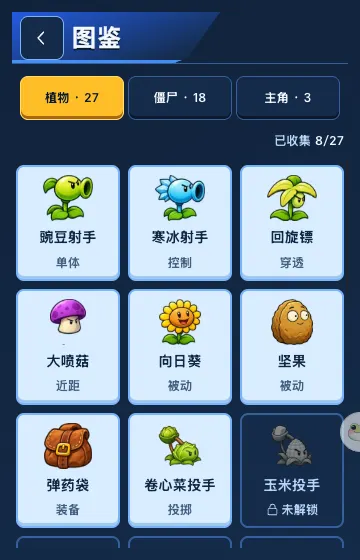 图鉴
植物 · 27
僵尸 · 18
主角 · 3
已收集 8/27
豌豆射手
单体
寒冰射手
控制
回旋镖
穿透
大喷菇
近距
向日葵
被动
坚果
被动
弹药袋
装备
卷心菜投手
投掷
玉米投手
未解锁